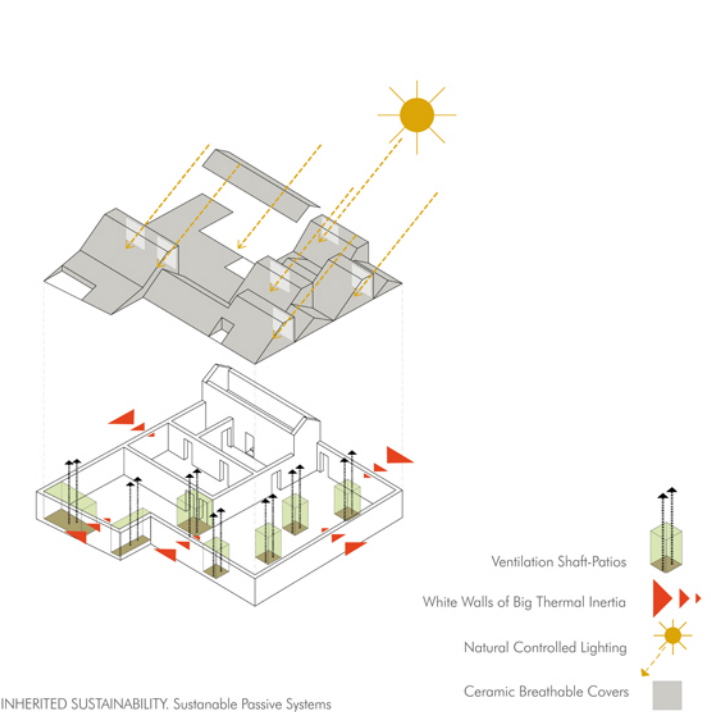 Ventilation Shaft-Patios
White Walls of Big Thermal Inertia
Natural Controlled Lighting
Ceramic Breathable Covers
INHERITED SUSTAINABILITY. Sustanable Passive Systems